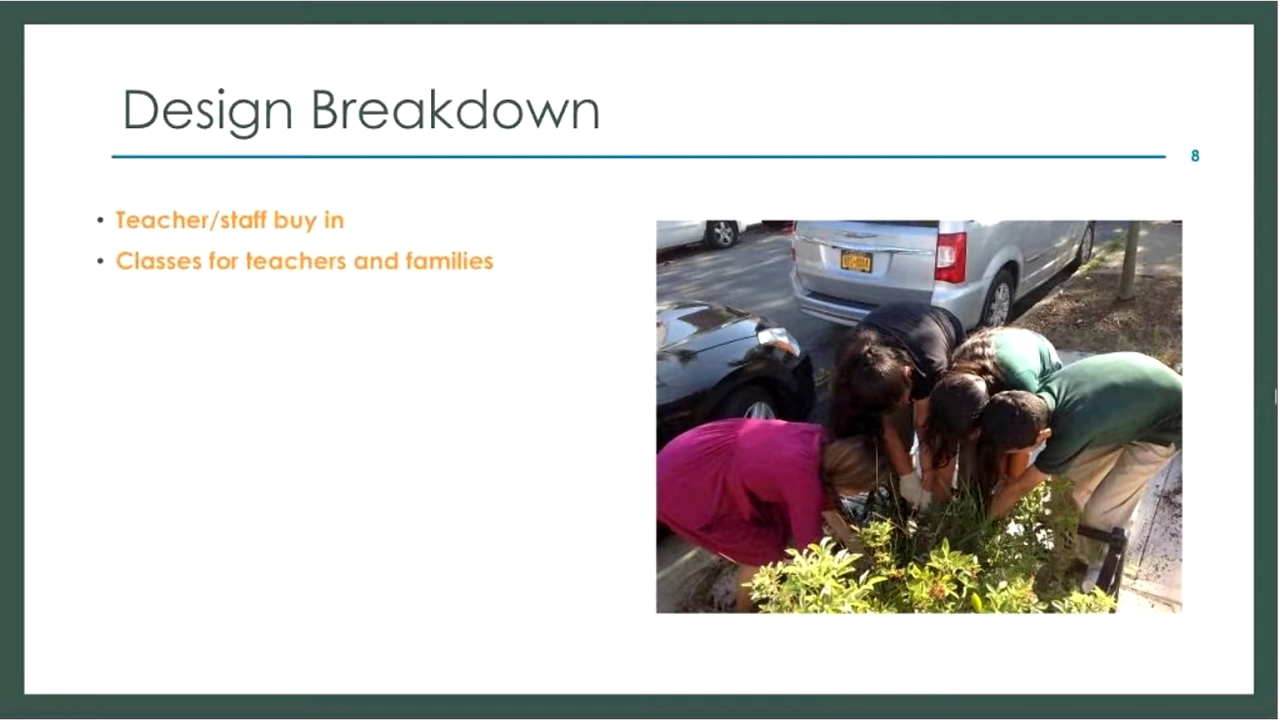 Design Breakdown
8
• Teacher/staff buy in
• Classes for teachers and families